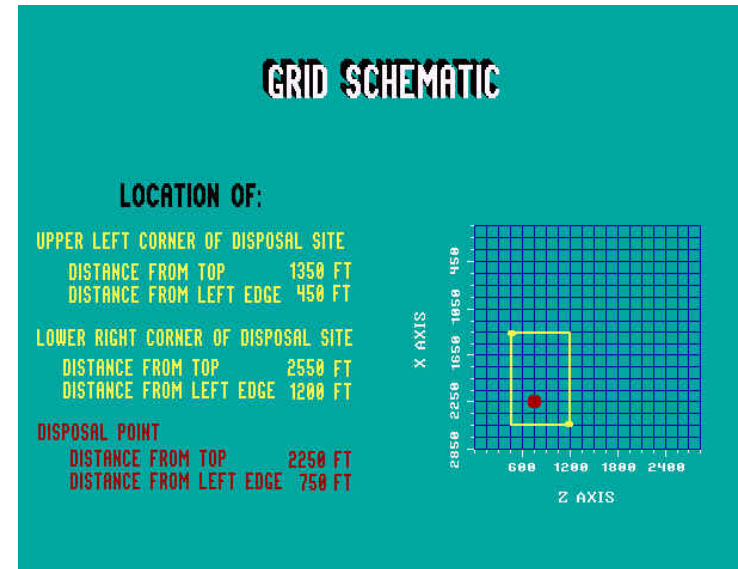 GRID SCHEMATIC
LOCATION OF:
UPPER LEFT CORNER OF DISPOSAL SITE
DISTANCE FROM TOP 1350 FT
DISTANCE FROM LEFT EDGE 450 FT
LOWER RIGHT CORNER OF DISPOSAL SITE
DISTANCE FROM TOP 2550 FT
DISTANCE FROM LEFT EDGE 1200 FT
DISPOSAL POINT
DISTANCE FROM TOP 2250 FT
DISTANCE FROM LEFT EDGE 750 FT
X AXIS
450
1050
1650
2250
2850
600 1200 1800 2400
Z AXIS